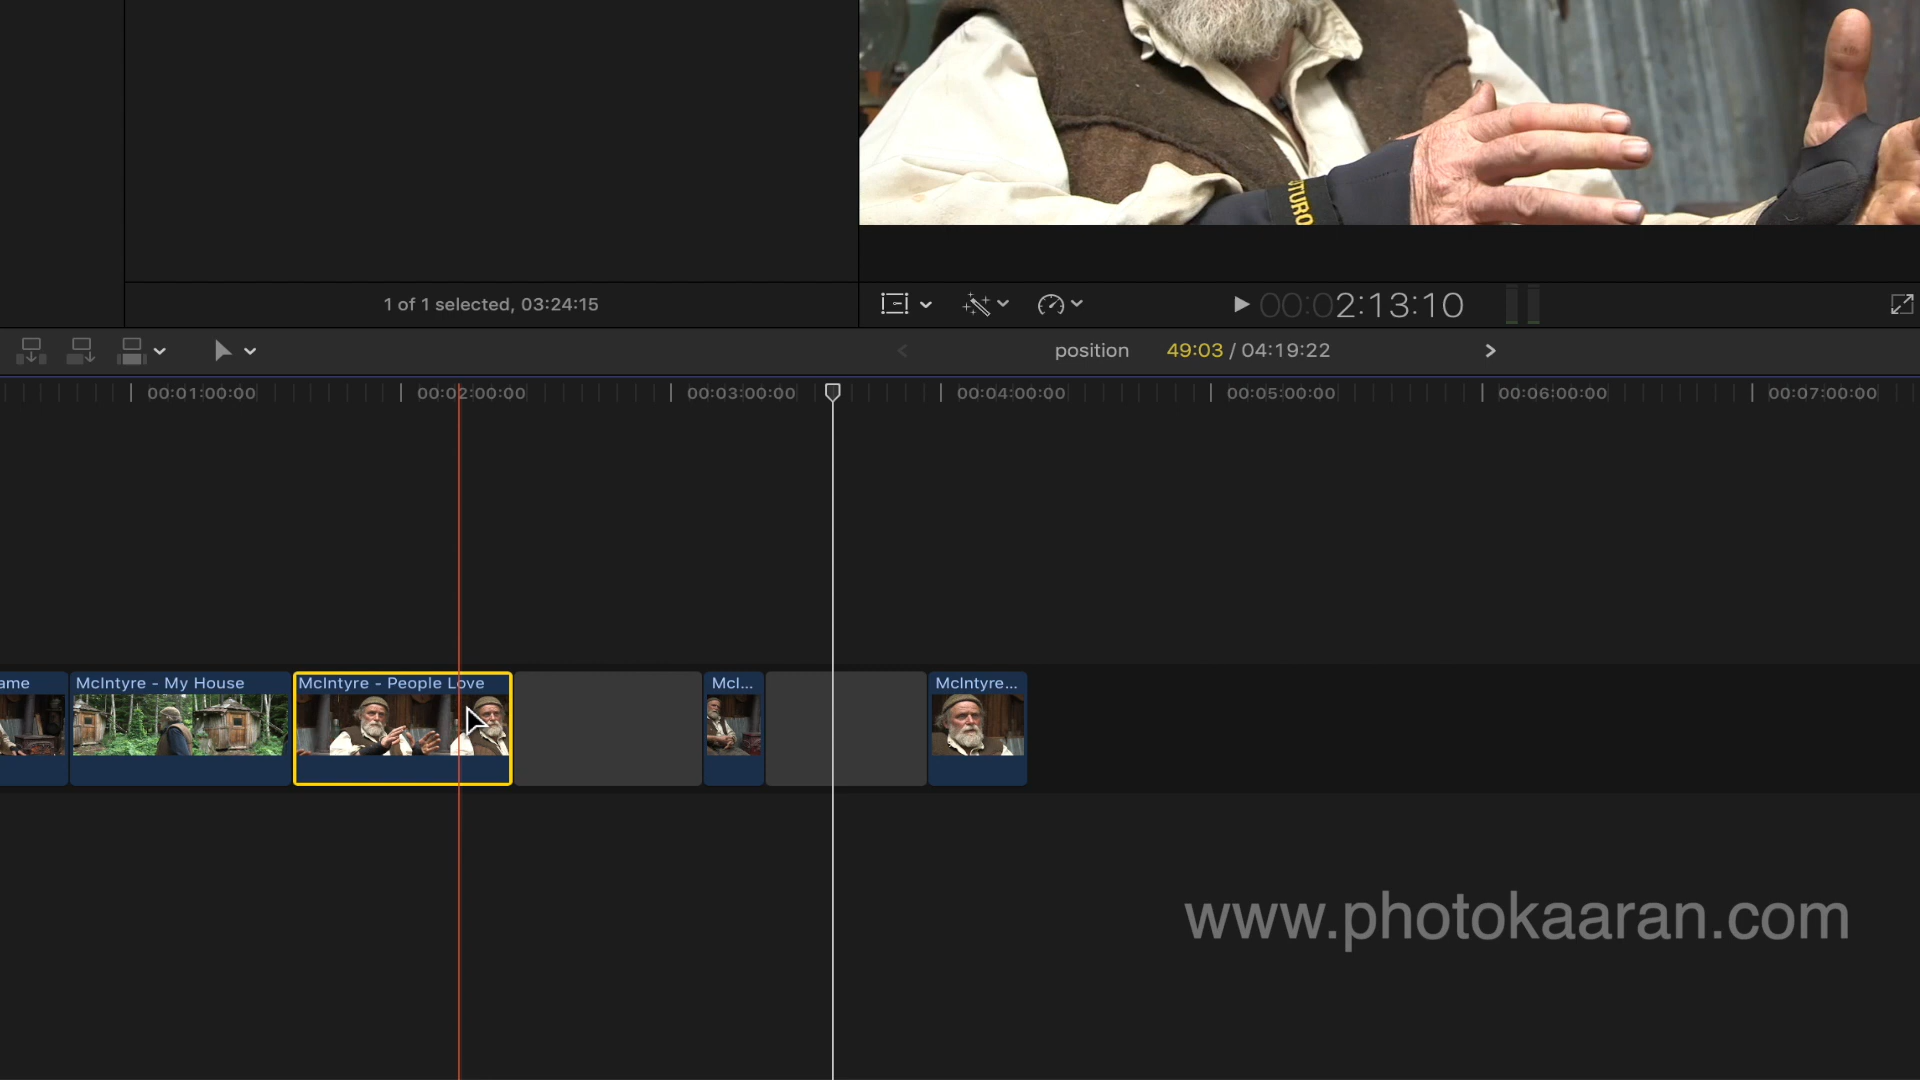 TURO
1 of 1 selected, 03:24:15
00:02:13:10
position 49:03 / 04:19:22
00:01:00:00 00:02:00:00 00:03:00:00 00:04:00:00 00:05:00:00 00:06:00:00 00:07:00:00
ame McIntyre - My House McIntyre - People Love McI... McIntyre...
www.photokaaran.com